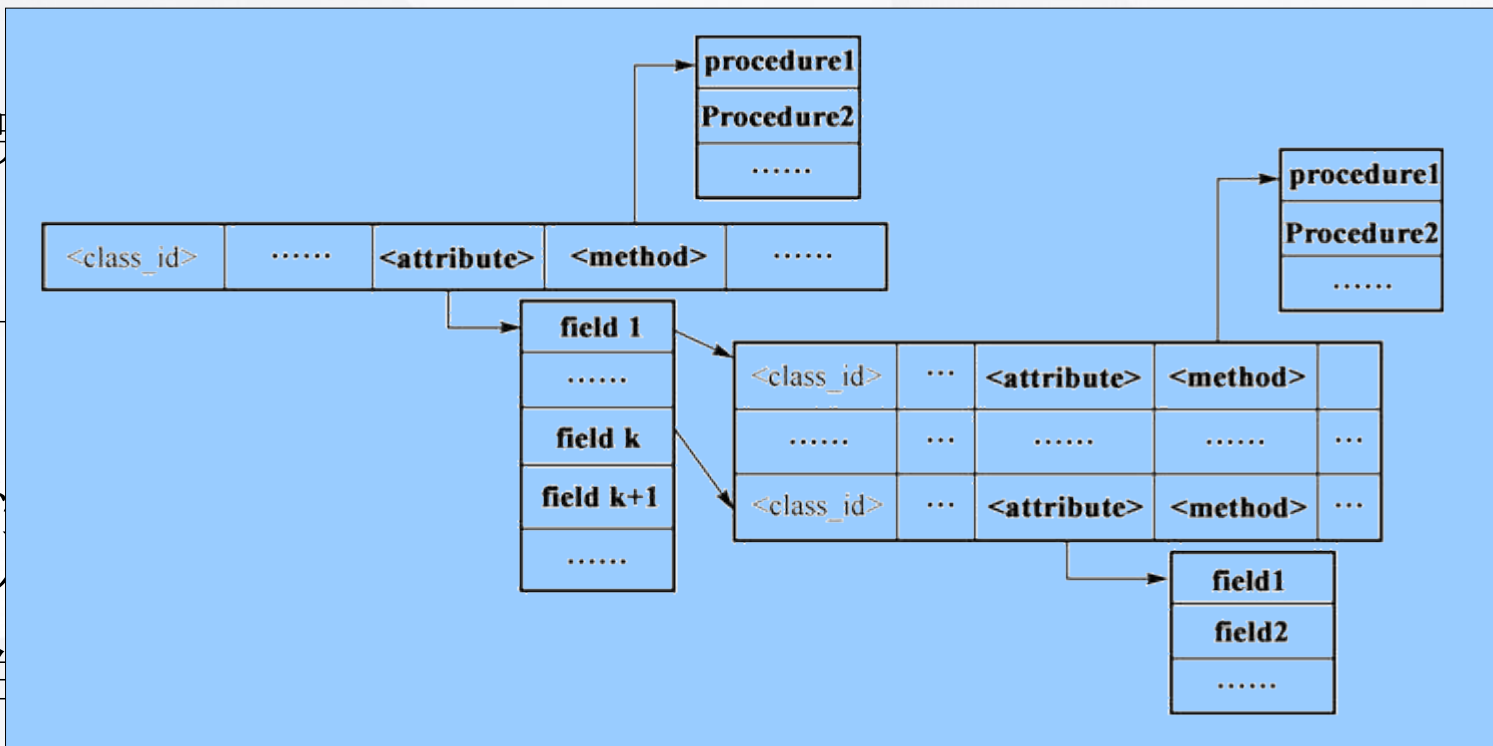 procedure1
Procedure2
......
<class_id> ...... <attribute> <method> ......
procedure1
Procedure2
......
field 1
......
field k
field k+1
......
<class_id> ... <attribute> <method>
...... ... ...... ...... ...
<class_id> ... <attribute> <method> ...
field1
field2
......